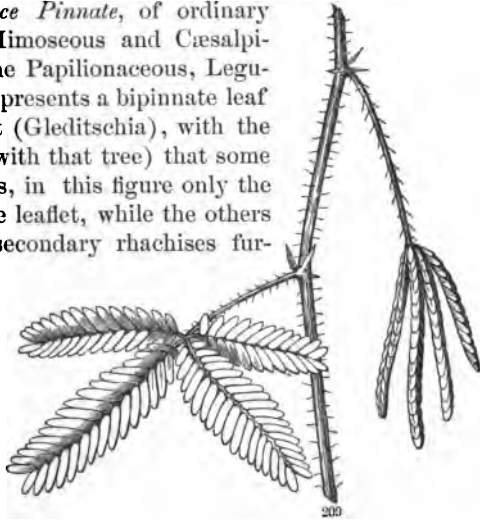 ce Pinnate, of ordinary
Mimoseous and Cæsalpi-
ne Papilionaceous, Legu-
presents a bipinnate leaf
t (Gleditschia), with the
with that tree) that some
s, in this figure only the
e leaflet, while the others
secondary rhachises fur-
209